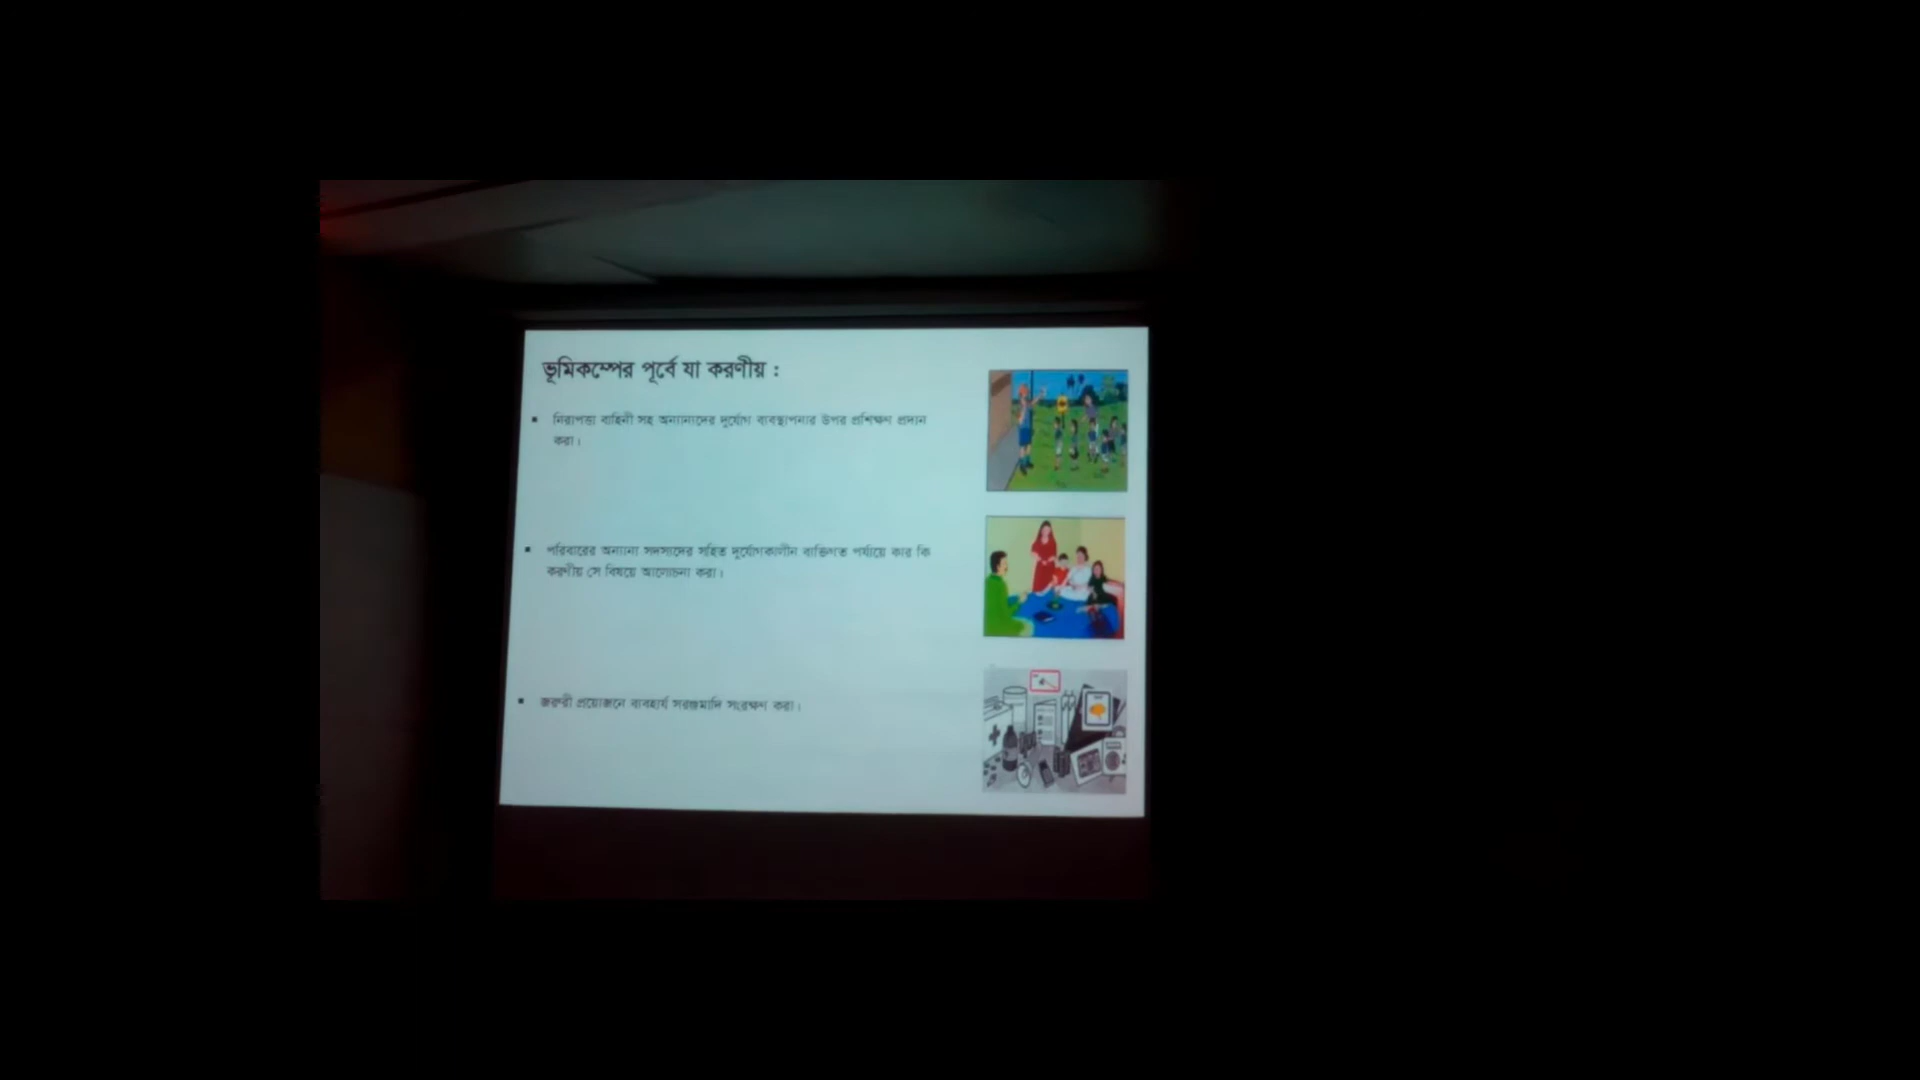 ভূমিকম্পের পূর্বে যা করণীয় :
▪ নিরাপত্তা বাহিনী সহ অন্যান্যদের দুর্যোগ ব্যবস্থাপনার উপর প্রশিক্ষণ প্রদান
করা।
▪ পরিবারের অন্যান্য সদস্যদের সহিত দুর্যোগকালীন ব্যক্তিগত পর্যায়ে কার কি
করণীয় সে বিষয়ে আলোচনা করা।
▪ জরুরী প্রয়োজনে ব্যবহার্য সরঞ্জমাদি সংরক্ষণ করা।